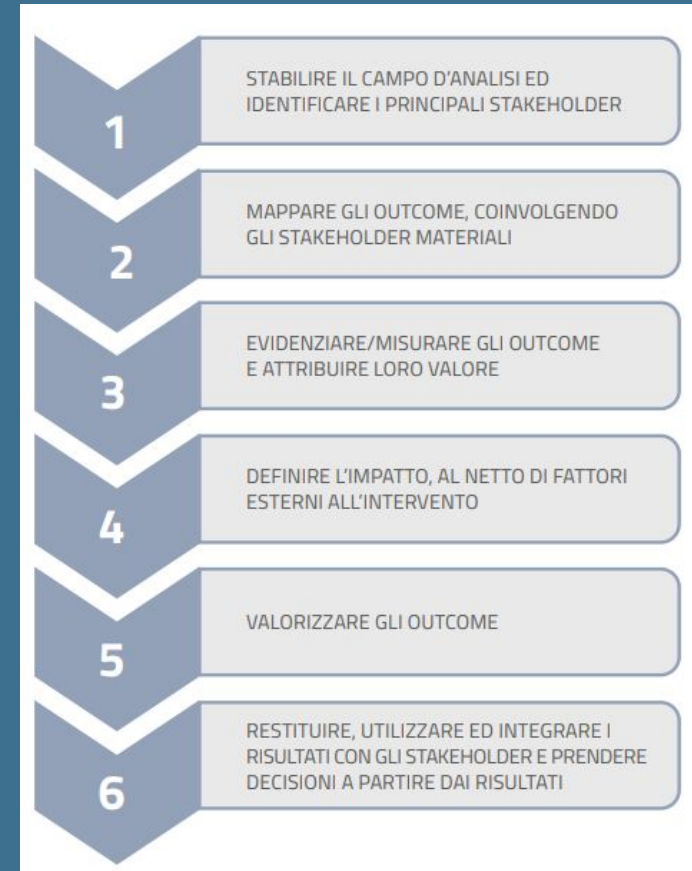 1
STABILIRE IL CAMPO D'ANALISI ED
IDENTIFICARE I PRINCIPALI STAKEHOLDER
2
MAPPARE GLI OUTCOME, COINVOLGENDO
GLI STAKEHOLDER MATERIALI
3
EVIDENZIARE/MISURARE GLI OUTCOME
E ATTRIBUIRE LORO VALORE
4
DEFINIRE L'IMPATTO, AL NETTO DI FATTORI
ESTERNI ALL'INTERVENTO
5
VALORIZZARE GLI OUTCOME
6
RESTITUIRE, UTILIZZARE ED INTEGRARE I
RISULTATI CON GLI STAKEHOLDER E PRENDERE
DECISIONI A PARTIRE DAI RISULTATI